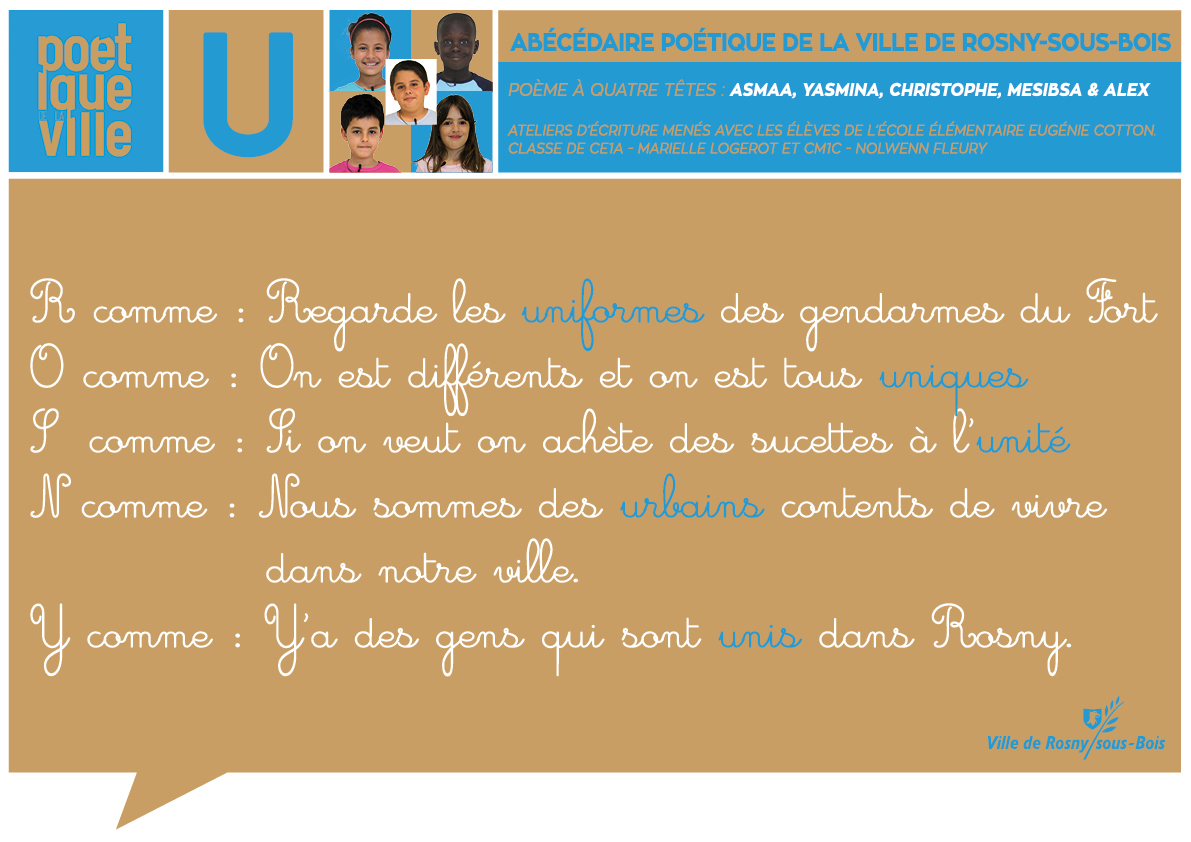 poet
ique
DE LA
ville
U
ABÉCÉDAIRE POÉTIQUE DE LA VILLE DE ROSNY-SOUS-BOIS
POÈME À QUATRE TÊTES : ASMAA, YASMINA, CHRISTOPHE, MESIBSA & ALEX
ATELIERS D'ÉCRITURE MENÉS AVEC LES ÉLÈVES DE L'ÉCOLE ÉLÉMENTAIRE EUGÉNIE COTTON.
CLASSE DE CE1A - MARIELLE LOGEROT ET CM1C - NOLWENN FLEURY
R comme : Regarde les uniformes des gendarmes du Fort
O comme : On est différents et on est tous uniques
S comme : Si on veut on achète des sucettes à l'unité
N comme : Nous sommes des urbains contents de vivre
dans notre ville.
Y comme : Y'a des gens qui sont unis dans Rosny.
Ville de Rosny/sous-Bois